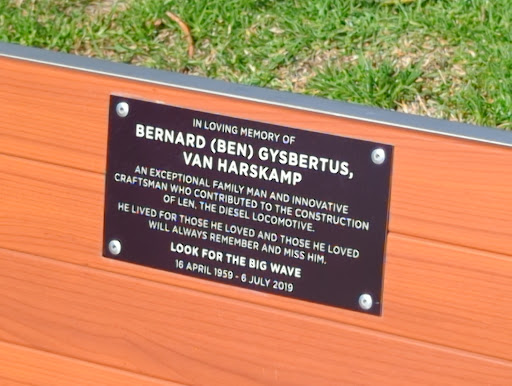 IN LOVING MEMORY OF
BERNARD (BEN) GYSBERTUS,
VAN HARSKAMP
AN EXCEPTIONAL FAMILY MAN AND INNOVATIVE
CRAFTSMAN WHO CONTRIBUTED TO THE CONSTRUCTION
OF LEN, THE DIESEL LOCOMOTIVE.
HE LIVED FOR THOSE HE LOVED AND THOSE HE LOVED
WILL ALWAYS REMEMBER AND MISS HIM.
LOOK FOR THE BIG WAVE
16 APRIL 1959 - 6 JULY 2019